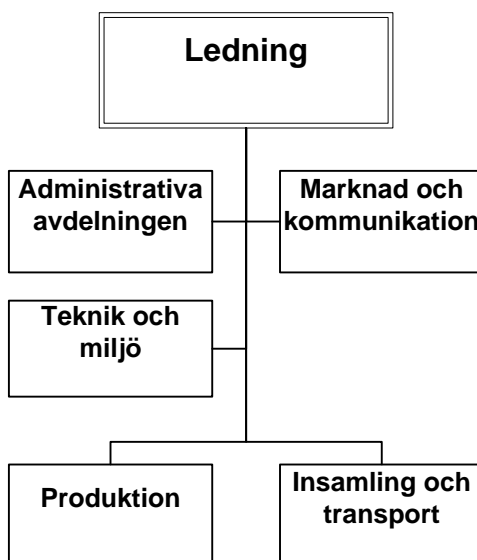 Ledning
Administrativa
avdelningen
Marknad och
kommunikation
Teknik och
miljö
Produktion
Insamling och
transport